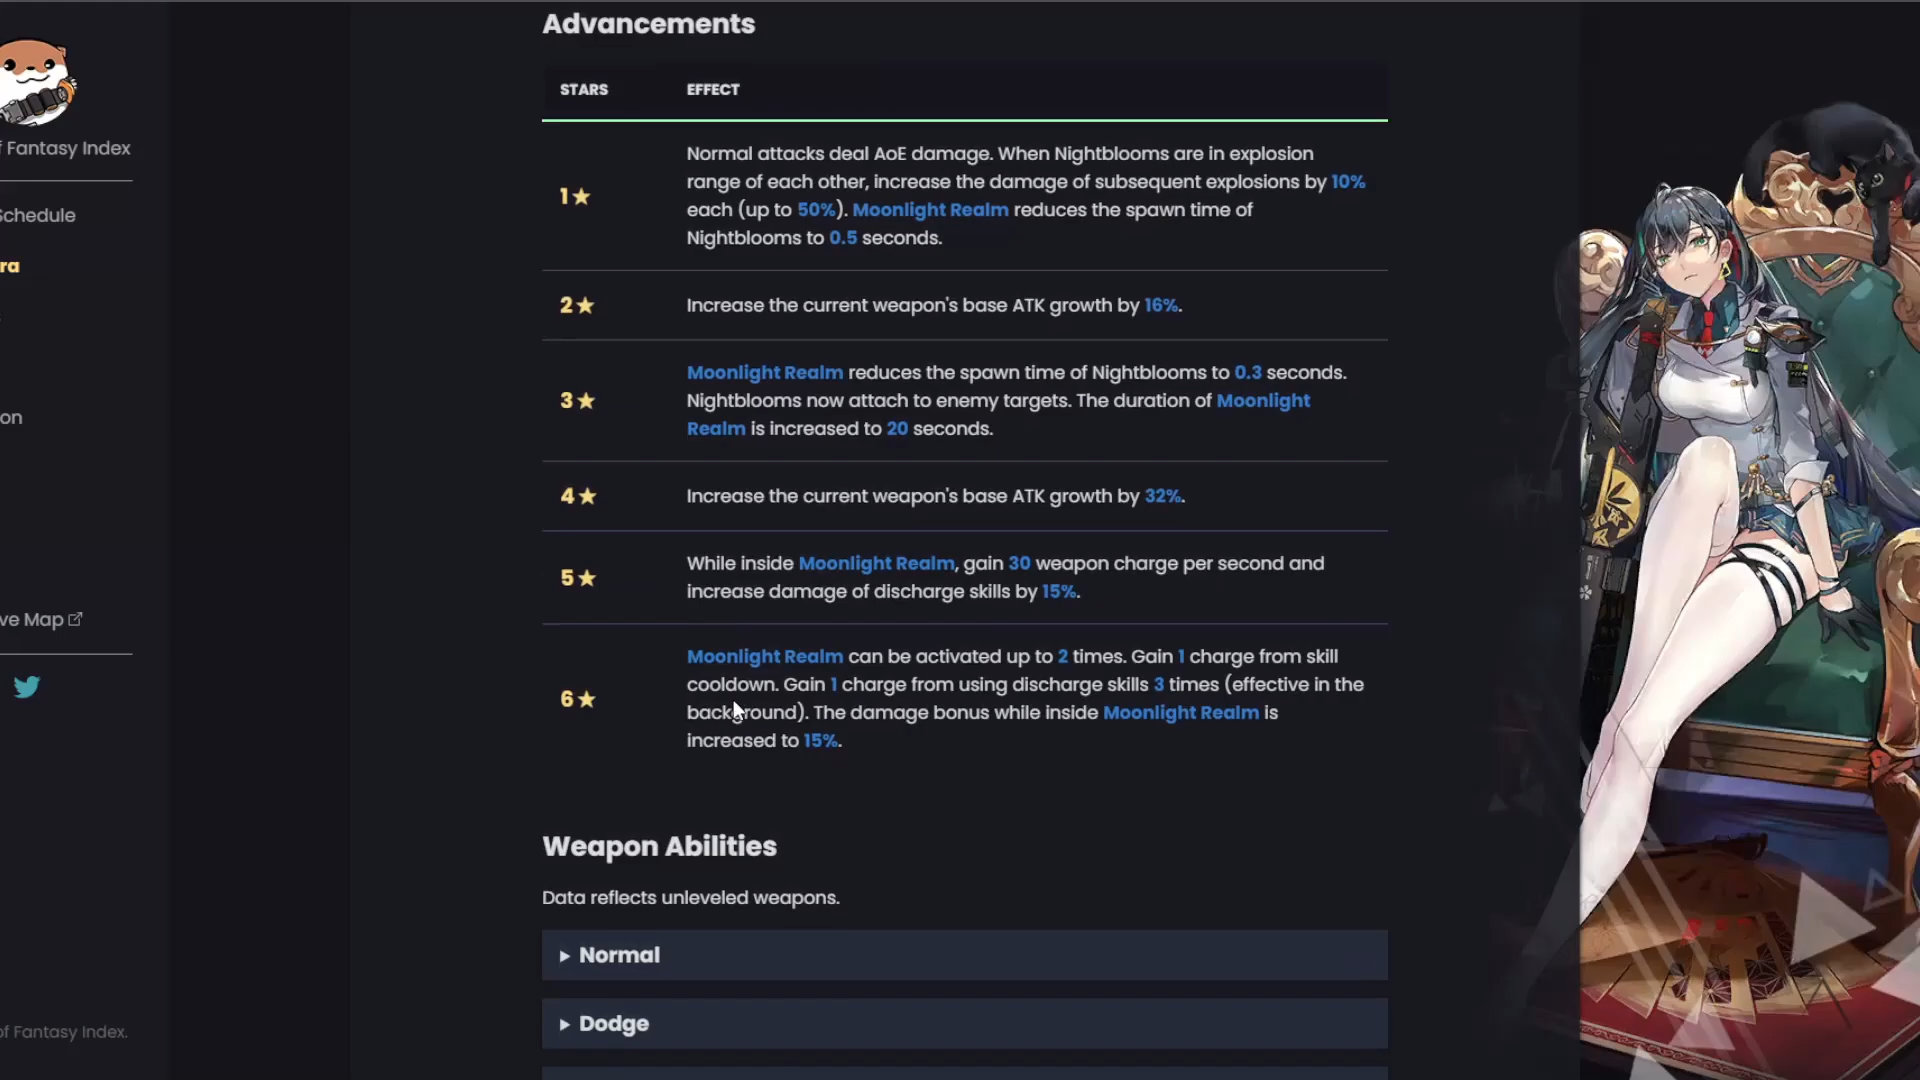 Advancements
STARS EFFECT
Normal attacks deal AoE damage. When Nightblooms are in explosion
range of each other, increase the damage of subsequent explosions by 10%
1★
each (up to 50%). Moonlight Realm reduces the spawn time of
Nightblooms to 0.5 seconds.
2★ Increase the current weapon's base ATK growth by 16%.
Moonlight Realm reduces the spawn time of Nightblooms to 0.3 seconds.
3★ Nightblooms now attach to enemy targets. The duration of Moonlight
Realm is increased to 20 seconds.
4★ Increase the current weapon's base ATK growth by 32%.
While inside Moonlight Realm, gain 30 weapon charge per second and
5★
increase damage of discharge skills by 15%.
Moonlight Realm can be activated up to 2 times. Gain 1 charge from skill
cooldown. Gain 1 charge from using discharge skills 3 times (effective in the
6★
background). The damage bonus while inside Moonlight Realm is
increased to 15%.
Weapon Abilities
Data reflects unleveled weapons.
Normal
Dodge
f Fantasy Index
Schedule
ra
on
ve Map
of Fantasy Index.